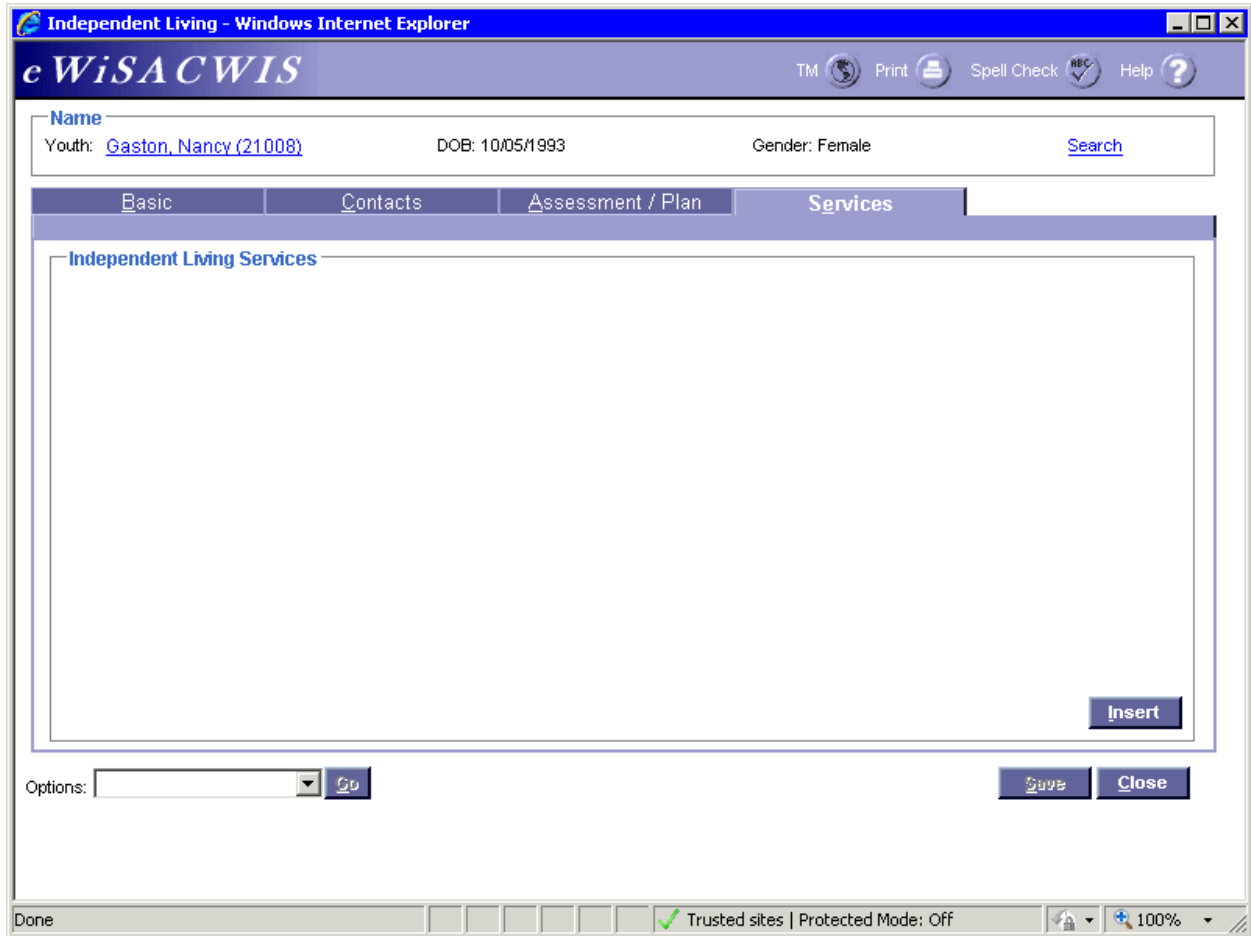 Independent Living - Windows Internet Explorer
eWiSACWIS TM Print Spell Check ABC Help ?
Name
Youth: Gaston, Nancy (21008) DOB: 10/05/1993 Gender: Female Search
Basic Contacts Assessment / Plan Services
Independent Living Services
Insert
Options: Go Save Close
Done Trusted sites | Protected Mode: Off 100%